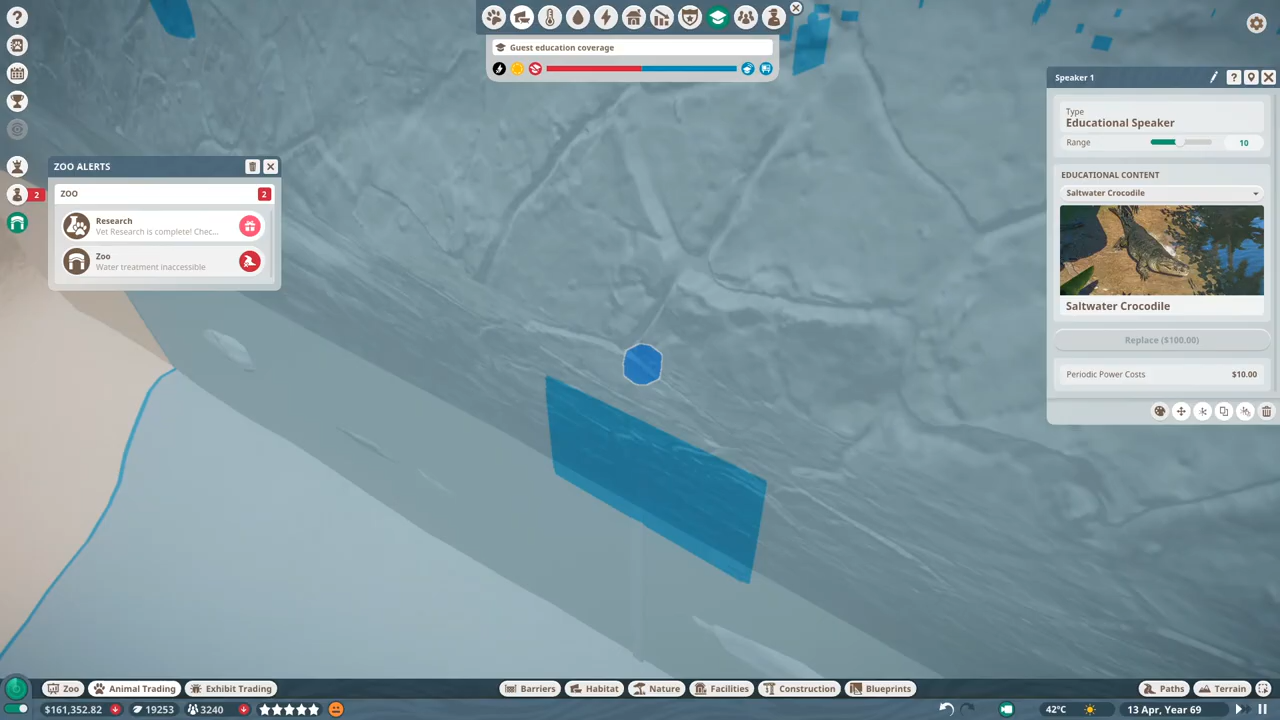 Guest education coverage
Speaker 1
Type
Educational Speaker
Range
10
EDUCATIONAL CONTENT
Saltwater Crocodile
Saltwater Crocodile
Replace ($100.00)
Periodic Power Costs
$10.00
ZOO ALERTS
2
ZOO
2
Research
Vet Research is complete! Chec...
Zoo
Water treatment inaccessible
Zoo
Animal Trading
Exhibit Trading
Barriers
Habitat
Nature
Facilities
Construction
Blueprints
Paths
Terrain
$161,352.82
19253
3240
42°C
13 Apr, Year 69